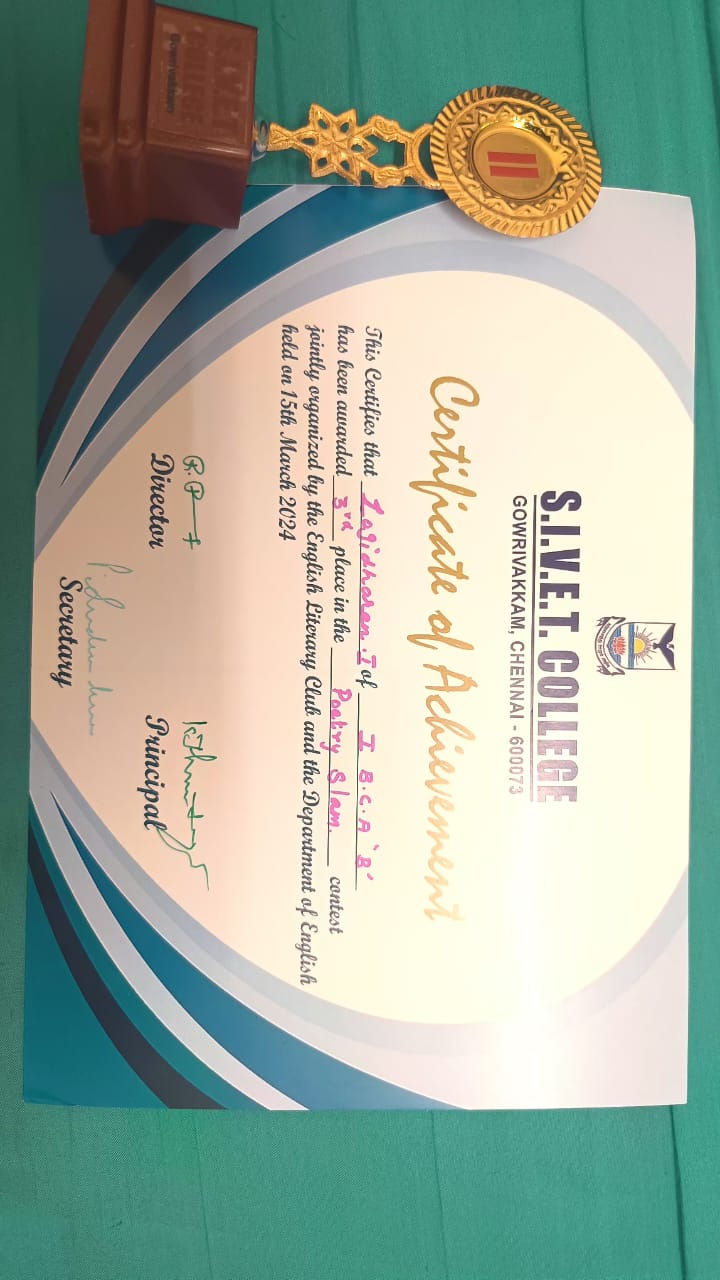 S.I.V.E.T. COLLEGE
GOWRIVAKKAM, CHENNAI - 600073
Certificate of Achievement
This Certifies that Lagidharan.I of I B.C.A 'B'
has been awarded 3rd place in the Poetry Slam. contest
jointly organized by the English Literary Club and the Department of English
held on 15th March 2024
Director
Principal
Secretary
II
S.I.V.E.T
COLLEGE
Gowrivakkam